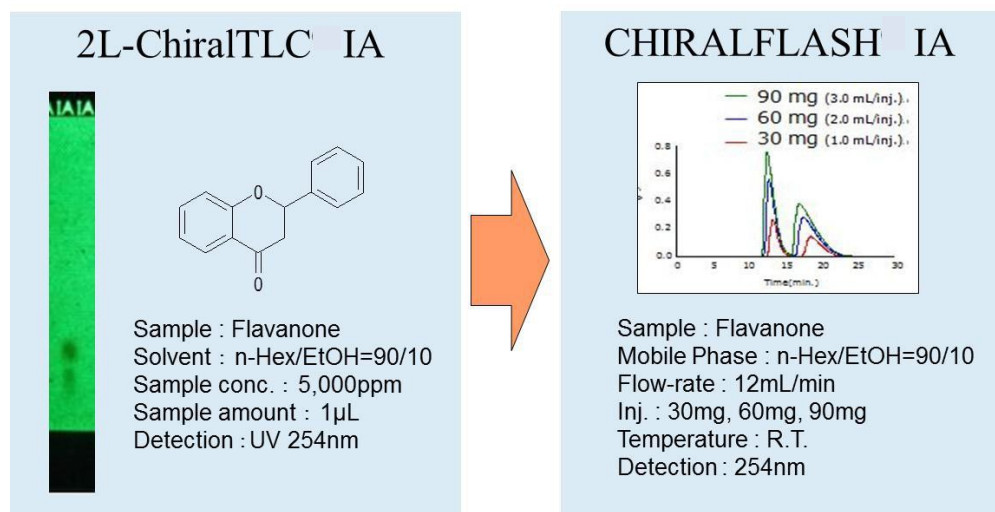 2L-ChiralTLC IA
IAIA
O
O
Sample : Flavanone
Solvent : n-Hex/EtOH=90/10
Sample conc. : 5,000ppm
Sample amount : 1µL
Detection : UV 254nm
CHIRALFLASH IA
90 mg (3.0 mL/inj.).
60 mg (2.0 mL/inj.).
30 mg (1.0 mL/inj.).
0.8
0.6
0.4
0.2
0.0
0 5 10 15 20 25 30
Time(min.)
Sample : Flavanone
Mobile Phase : n-Hex/EtOH=90/10
Flow-rate : 12mL/min
Inj. : 30mg, 60mg, 90mg
Temperature : R.T.
Detection : 254nm